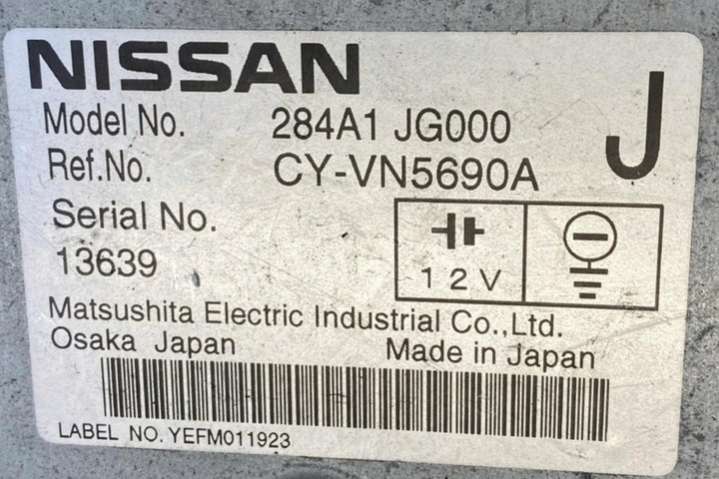 NISSAN
J
Model No. 284A1 JG000
Ref.No. CY-VN5690A
Serial No.
13639
12V
Matsushita Electric Industrial Co.,Ltd.
Osaka Japan Made in Japan
LABEL NO. YEFM011923